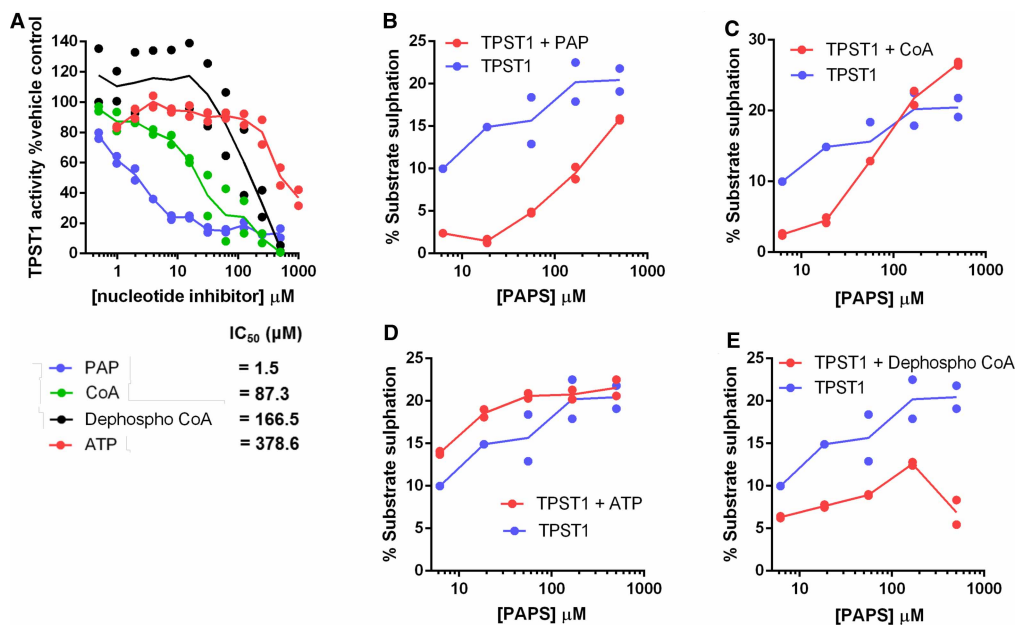 A
TPST1 activity %vehicle control
140
120
100
80
60
40
20
0
1
10
100
1000
[nucleotide inhibitor] μM
IC50 (μM)
PAP = 1.5
CoA = 87.3
Dephospho CoA = 166.5
ATP = 378.6
B
% Substrate sulphation
25
20
15
10
5
0
TPST1 + PAP
TPST1
10
100
1000
[PAPS] μM
C
% Substrate sulphation
30
20
10
0
TPST1 + CoA
TPST1
10
100
1000
[PAPS] μM
D
% Substrate sulphation
25
20
15
10
5
0
TPST1 + ATP
TPST1
10
100
1000
[PAPS] μM
E
% Substrate sulphation
25
20
15
10
5
0
TPST1 + Dephospho CoA
TPST1
10
100
1000
[PAPS] μM